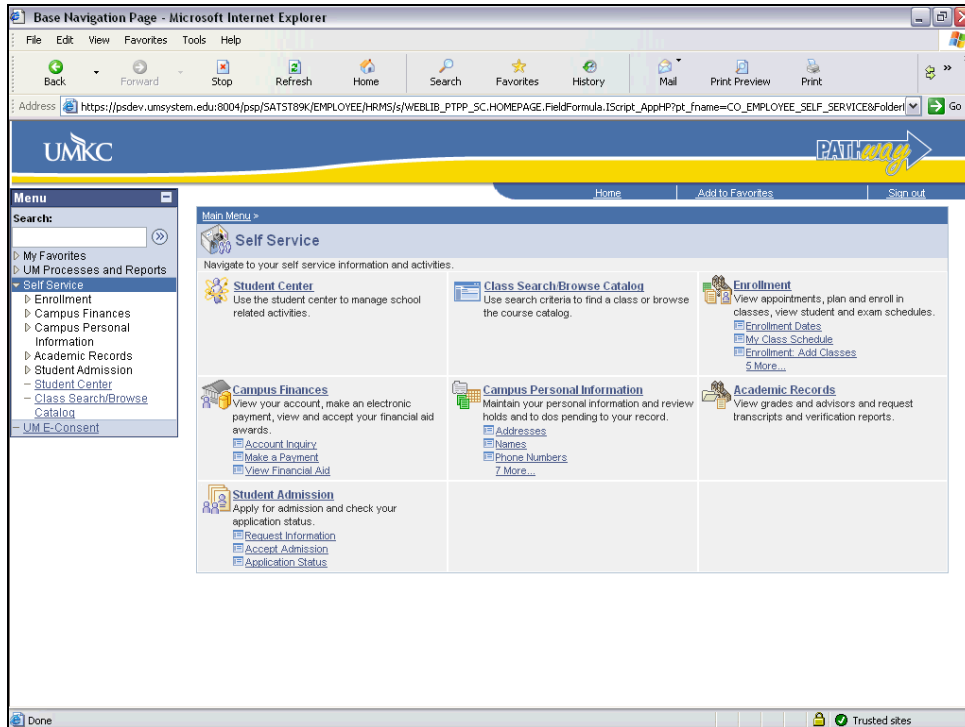 Base Navigation Page - Microsoft Internet Explorer
File Edit View Favorites Tools Help
Back Forward Stop Refresh Home Search Favorites History Mail Print Preview Print
Address https://psdev.umsystem.edu:8004/psp/SATST89K/EMPLOYEE/HRMS/s/WEBLIB_PTPP_SC.HOMEPAGE.FieldFormula.IScript_AppHP?pt_fname=CO_EMPLOYEE_SELF_SERVICE&Folder Go
UMKC PATHway
Home Add to Favorites Sign out
Menu
Search:
My Favorites
UM Processes and Reports
Self Service
Enrollment
Campus Finances
Campus Personal
Information
Academic Records
Student Admission
Student Center
Class Search/Browse
Catalog
UM E-Consent
Main Menu >
Self Service
Navigate to your self service information and activities.
Student Center
Use the student center to manage school
related activities.
Class Search/Browse Catalog
Use search criteria to find a class or browse
the course catalog.
Enrollment
View appointments, plan and enroll in
classes, view student and exam schedules.
Enrollment Dates
My Class Schedule
Enrollment: Add Classes
5 More...
Campus Finances
View your account, make an electronic
payment, view and accept your financial aid
awards.
Account Inquiry
Make a Payment
View Financial Aid
Campus Personal Information
Maintain your personal information and review
holds and to dos pending to your record.
Addresses
Names
Phone Numbers
7 More...
Academic Records
View grades and advisors and request
transcripts and verification reports.
Student Admission
Apply for admission and check your
application status.
Request Information
Accept Admission
Application Status
Done Trusted sites